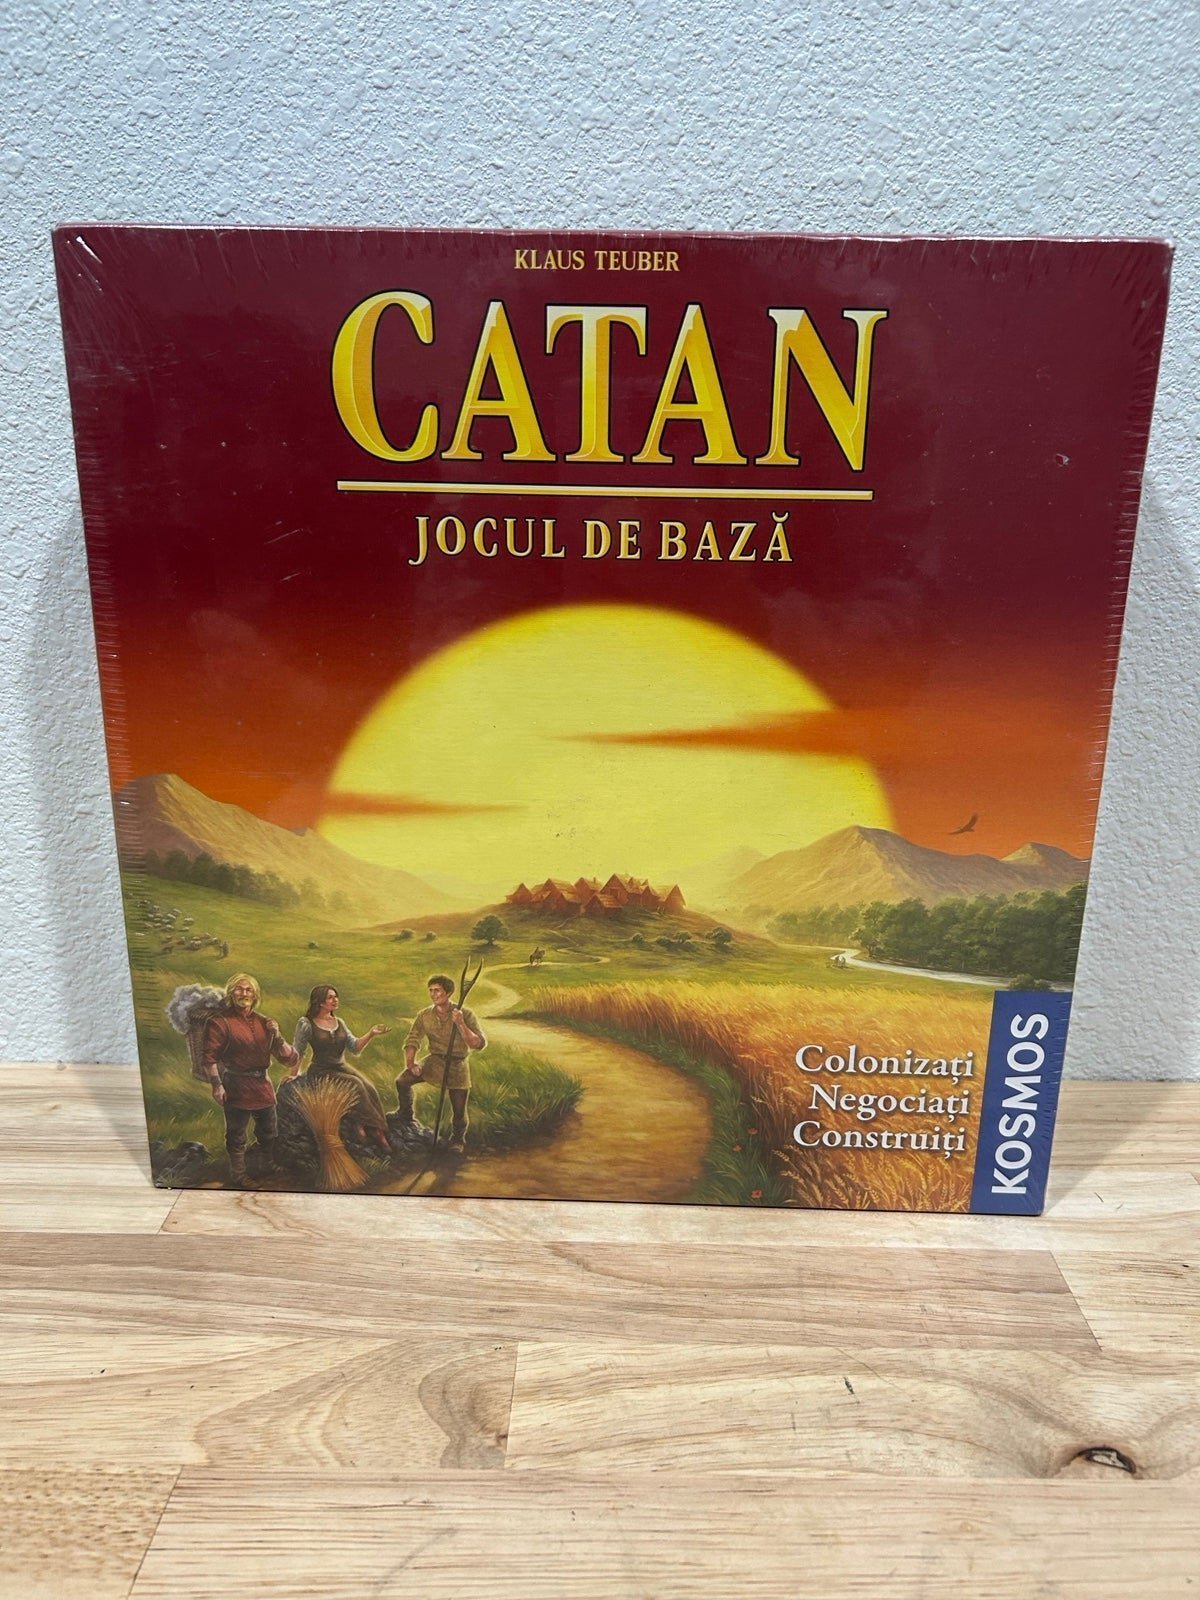 KLAUS TEUBER
CATAN
JOCUL DE BAZĂ
Colonizați
Negociați
Construiți
KOSMOS